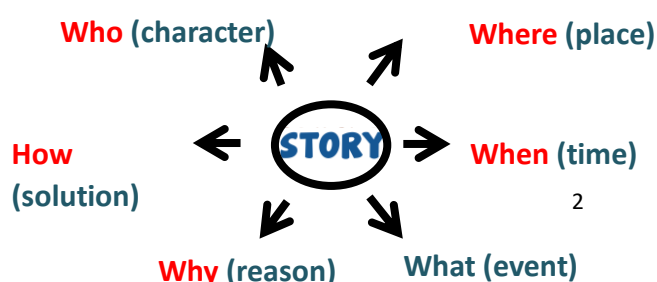 Who (character)
Where (place)
STORY
How
(solution)
When (time)
2
Why (reason)
What (event)